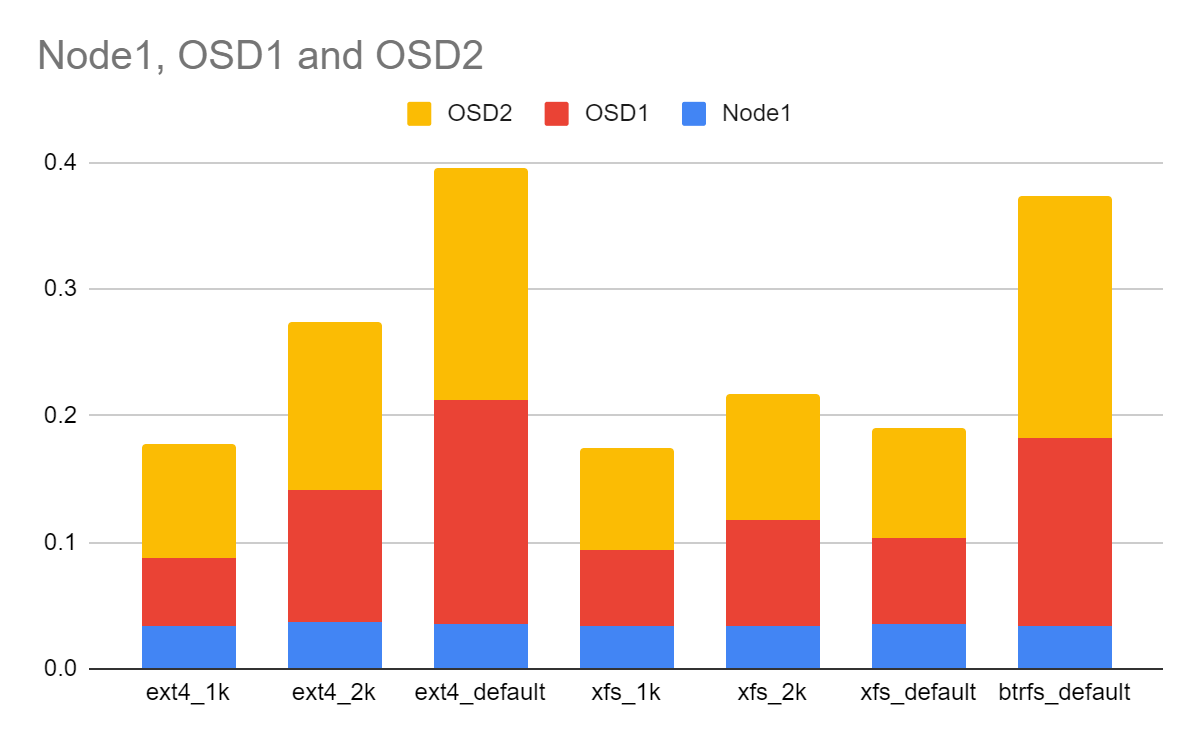 Node1, OSD1 and OSD2
OSD2 OSD1 Node1
0.4
0.3
0.2
0.1
0.0
ext4_1k ext4_2k ext4_default xfs_1k xfs_2k xfs_default btrfs_default